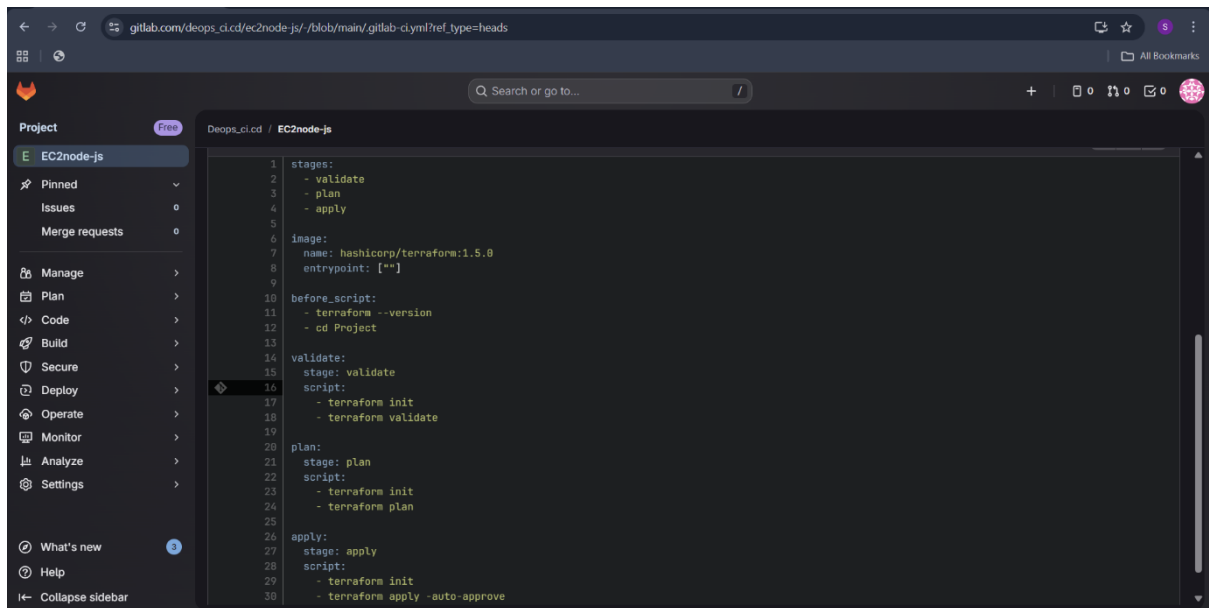 gitlab.com/deops_ci.cd/ec2node-js/-/blob/main/.gitlab-ci.yml?ref_type=heads
S
All Bookmarks
Search or go to...
/
0
0
0
Project
Free
Deops_ci.cd / EC2node-js
E EC2node-js
Pinned
Issues 0
Merge requests 0
Manage
Plan
Code
Build
Secure
Deploy
Operate
Monitor
Analyze
Settings
What's new 3
Help
Collapse sidebar
1 stages:
2   - validate
3   - plan
4   - apply
5
6 image:
7   name: hashicorp/terraform:1.5.0
8   entrypoint: [""]
9
10 before_script:
11   - terraform --version
12   - cd Project
13
14 validate:
15   stage: validate
16   script:
17     - terraform init
18     - terraform validate
19
20 plan:
21   stage: plan
22   script:
23     - terraform init
24     - terraform plan
25
26 apply:
27   stage: apply
28   script:
29     - terraform init
30     - terraform apply -auto-approve